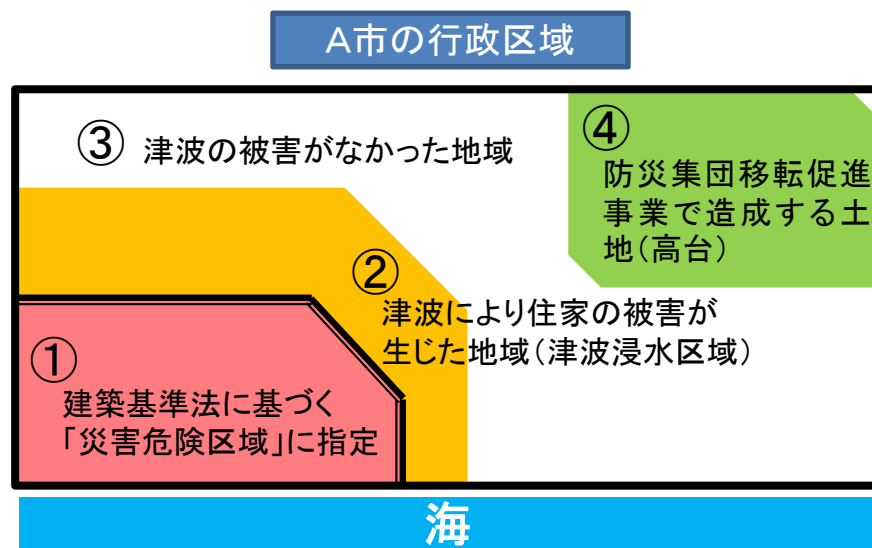 A市の行政区域
③ 津波の被害がなかった地域
④
防災集団移転促進
事業で造成する土
地(高台)
②
津波により住家の被害が
生じた地域(津波浸水区域)
①
建築基準法に基づく
「災害危険区域」に指定
海